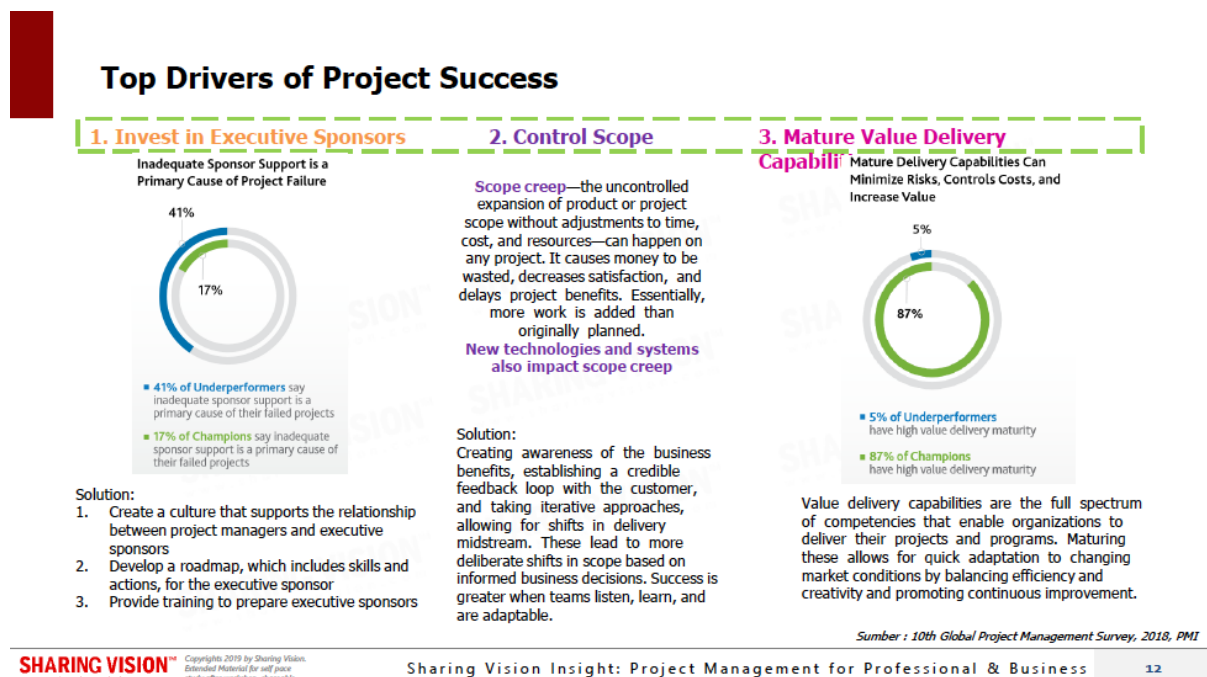 Top Drivers of Project Success
1. Invest in Executive Sponsors
Inadequate Sponsor Support is a
Primary Cause of Project Failure
41%
17%
41% of Underperformers say
inadequate sponsor support is a
primary cause of their failed projects
17% of Champions say inadequate
sponsor support is a primary cause of
their failed projects
Solution:
1. Create a culture that supports the relationship
between project managers and executive
sponsors
2. Develop a roadmap, which includes skills and
actions, for the executive sponsor
3. Provide training to prepare executive sponsors
2. Control Scope
Scope creep—the uncontrolled
expansion of product or project
scope without adjustments to time,
cost, and resources—can happen on
any project. It causes money to be
wasted, decreases satisfaction, and
delays project benefits. Essentially,
more work is added than
originally planned.
New technologies and systems
also impact scope creep
Solution:
Creating awareness of the business
benefits, establishing a credible
feedback loop with the customer,
and taking iterative approaches,
allowing for shifts in delivery
midstream. These lead to more
deliberate shifts in scope based on
informed business decisions. Success is
greater when teams listen, learn, and
are adaptable.
3. Mature Value Delivery
Capabili
Mature Delivery Capabilities Can
Minimize Risks, Controls Costs, and
Increase Value
5%
87%
5% of Underperformers
have high value delivery maturity
87% of Champions
have high value delivery maturity
Value delivery capabilities are the full spectrum
of competencies that enable organizations to
deliver their projects and programs. Maturing
these allows for quick adaptation to changing
market conditions by balancing efficiency and
creativity and promoting continuous improvement.
Sumber : 10th Global Project Management Survey, 2018, PMI
SHARING VISION™
Copyrights 2019 by Sharing Vision.
Extended Material for self pace
Sharing Vision Insight: Project Management for Professional & Business
12